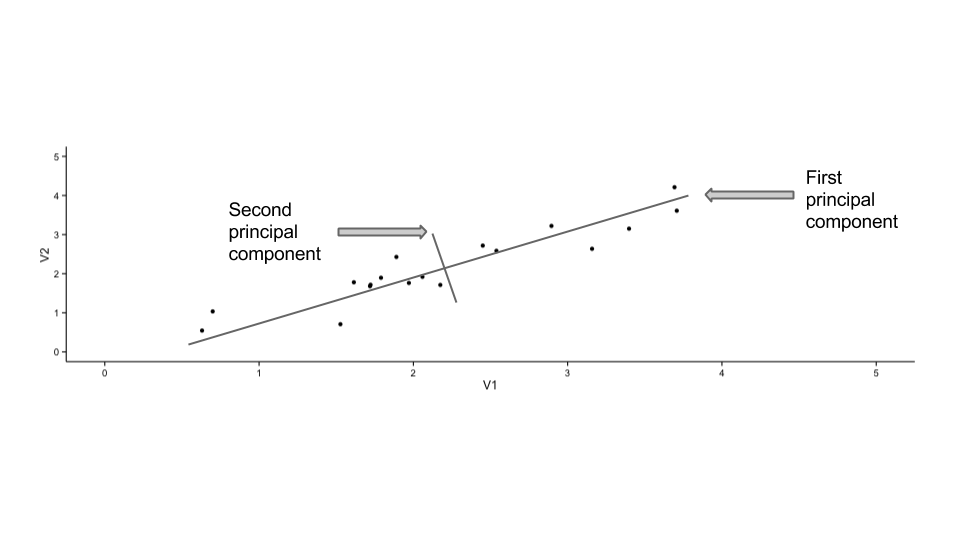 First
principal
component
Second
principal
component
5
4
3
2
1
0
V2
0 1 2 3 4 5
V1